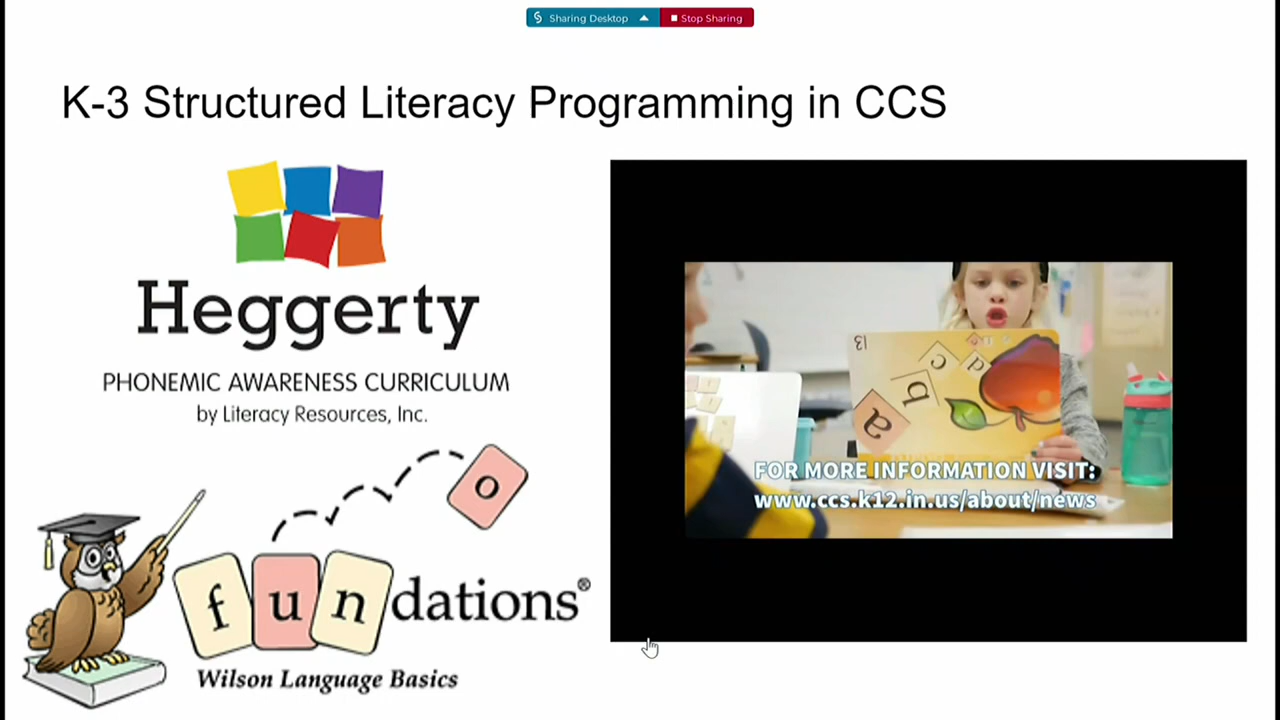 Sharing Desktop
Stop Sharing
K-3 Structured Literacy Programming in CCS
Heggerty
PHONEMIC AWARENESS CURRICULUM
by Literacy Resources, Inc.
o
fundations®
Wilson Language Basics
13
d
c
b
a
FOR MORE INFORMATION VISIT:
www.ccs.k12.in.us/about/news